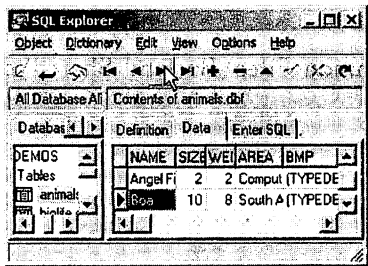 SQL Explorer
Object Dictionary Edit View Options Help
All Database Al Contents of animals.dbf
Databas Definition Data Enter SQL
DEMOS NAME SIZE WEI AREA BMP
Tables Angel Fi 2 2 Comput (TYPEDE
animals Boa 10 8 South A (TYPEDE